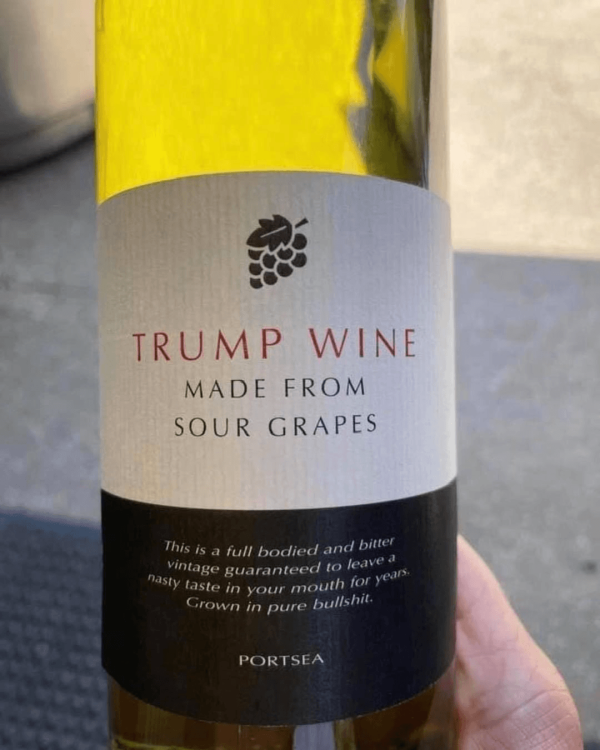 TRUMP WINE
MADE FROM
SOUR GRAPES
This is a full bodied and bitter
vintage guaranteed to leave a
nasty taste in your mouth for years.
Grown in pure bullshit.
PORTSEA